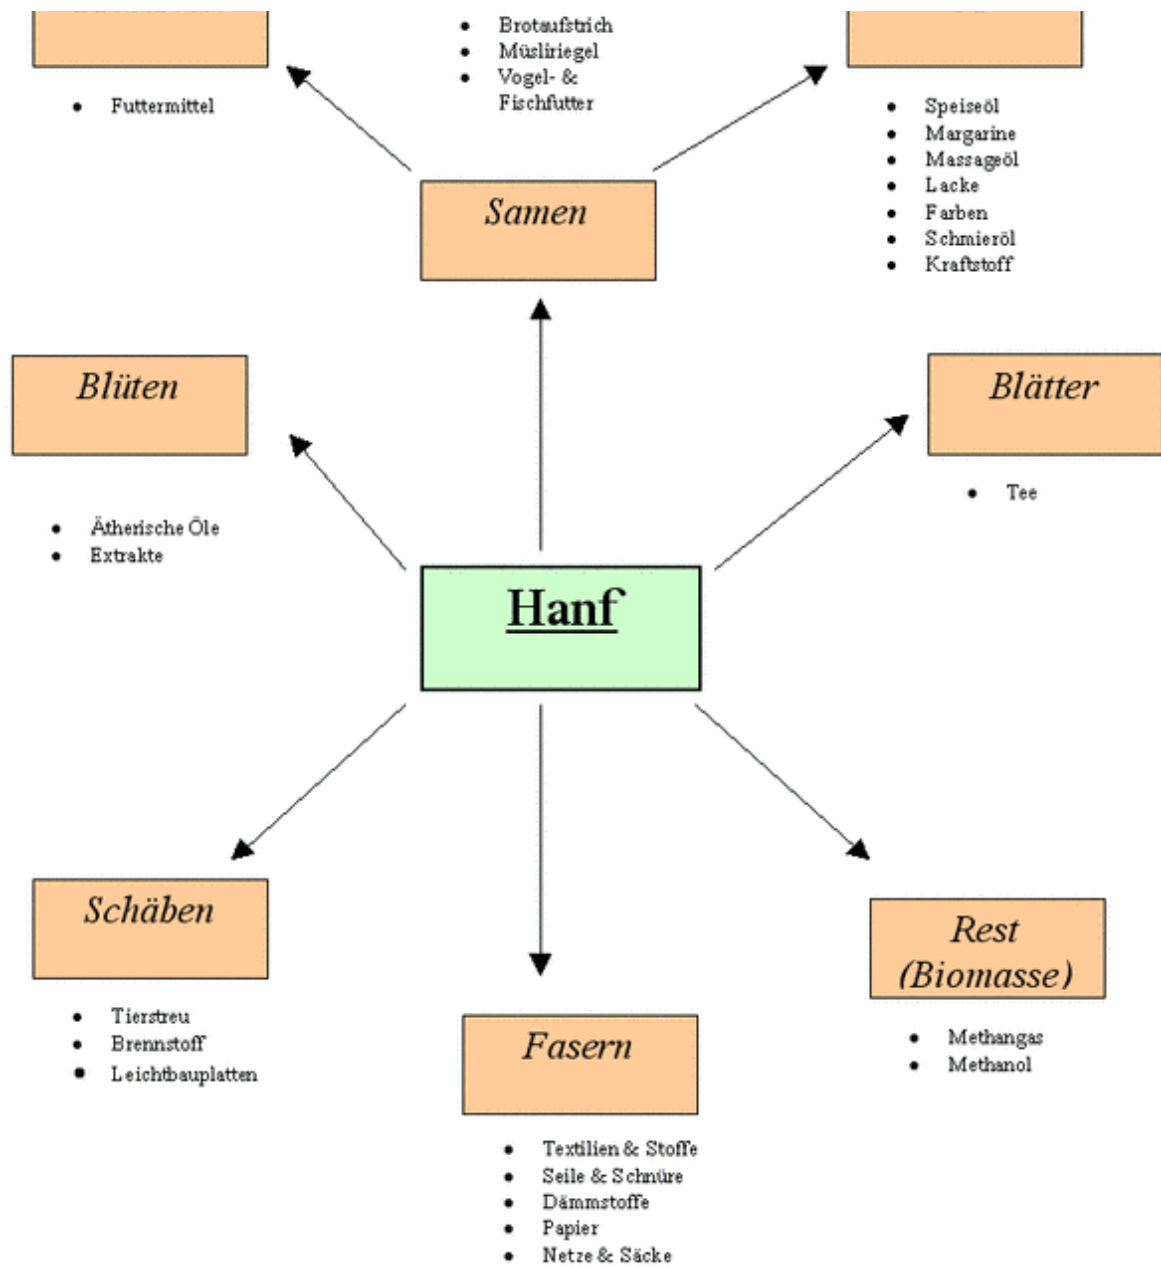 Brotaufstrich
Müsliriegel
Vogel- &
Fischfutter
Futtermittel
Speiseöl
Margarine
Massageöl
Lacke
Farben
Schmieröl
Kraftstoff
Samen
Blüten
Blätter
Ätherische Öle
Extrakte
Tee
Hanf
Schäben
Tierstreu
Brennstoff
Leichtbauplatten
Rest
(Biomasse)
Methangas
Methanol
Fasern
Textilien & Stoffe
Seile & Schnüre
Dämmstoffe
Papier
Netze & Säcke